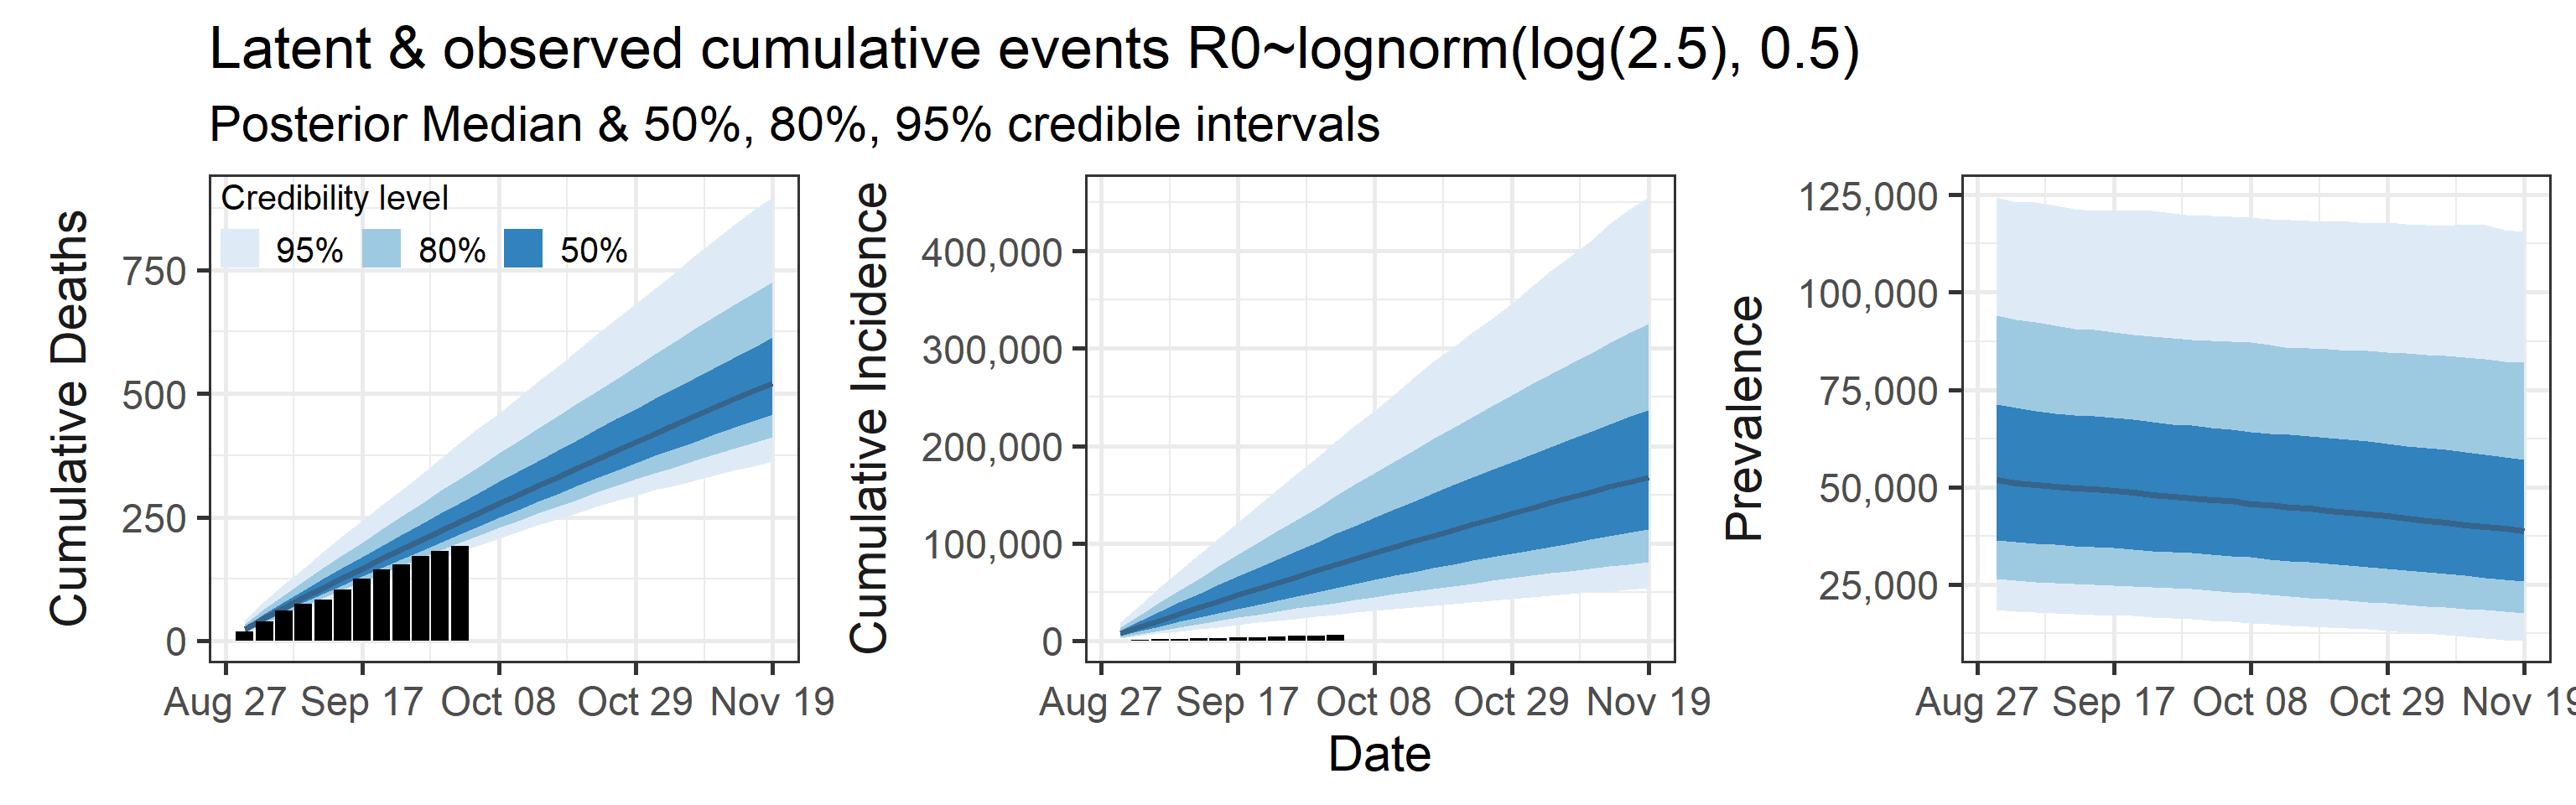 Latent & observed cumulative events R0~lognorm(log(2.5), 0.5)
Posterior Median & 50%, 80%, 95% credible intervals
Cumulative Deaths
Credibility level
95% 80% 50%
750
500
250
0
Aug 27 Sep 17 Oct 08 Oct 29 Nov 19
Cumulative Incidence
400,000
300,000
200,000
100,000
0
Aug 27 Sep 17 Oct 08 Oct 29 Nov 19
Prevalence
125,000
100,000
75,000
50,000
25,000
Aug 27 Sep 17 Oct 08 Oct 29 Nov 19
Date